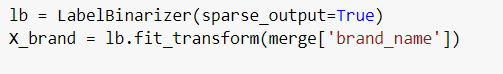 lb = LabelBinarizer(sparse_output=True)
X_brand = lb.fit_transform(merge['brand_name'])